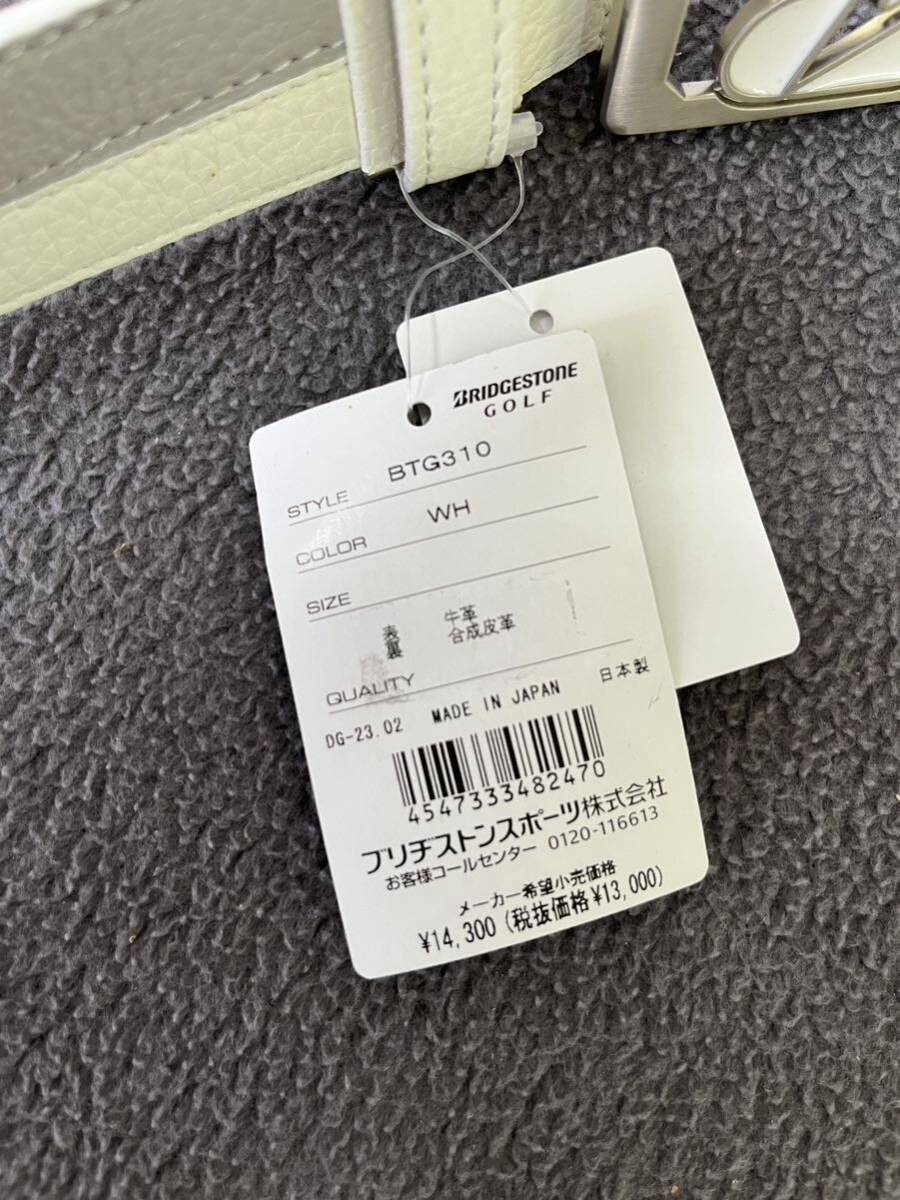 BRIDGESTONE
GOLF
STYLE BTG310
COLOR WH
SIZE
表 牛革
裏 合成皮革
QUALITY
DG-23.02 MADE IN JAPAN 日本製
4547333482470
ブリヂストンスポーツ株式会社
お客様コールセンター 0120-116613
メーカー希望小売価格
¥14,300 (税抜価格¥13,000)